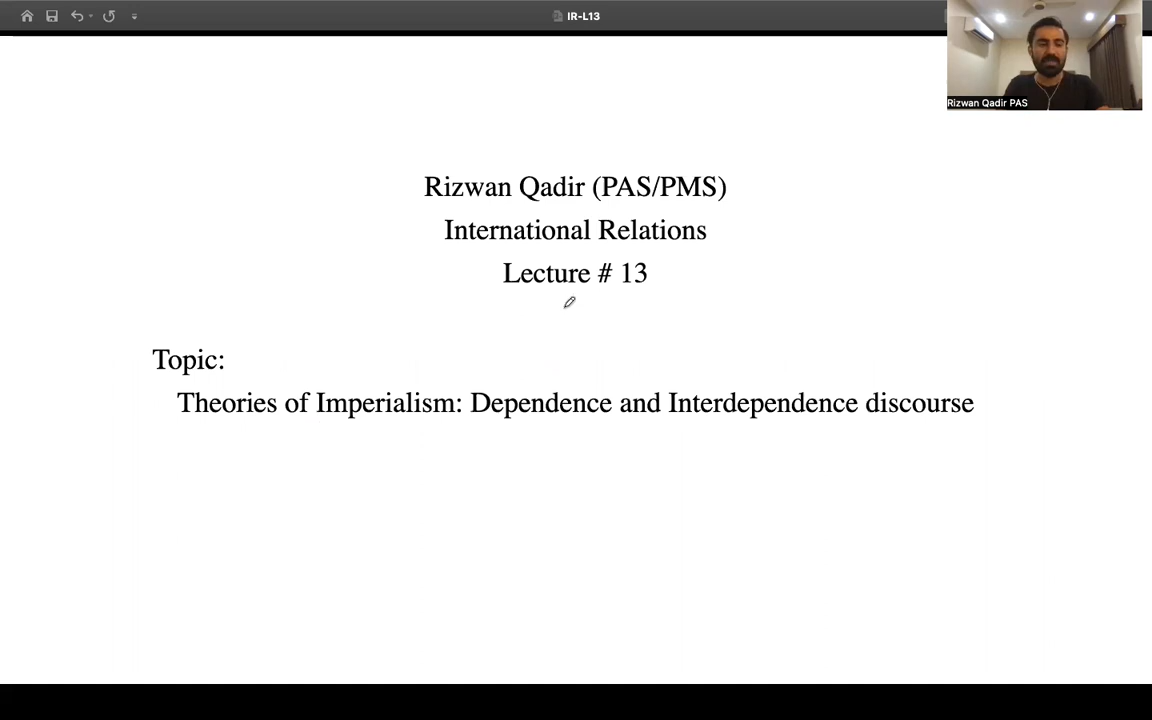 IR-L13
Rizwan Qadir PAS
Rizwan Qadir (PAS/PMS)
International Relations
Lecture # 13
Topic:
Theories of Imperialism: Dependence and Interdependence discourse